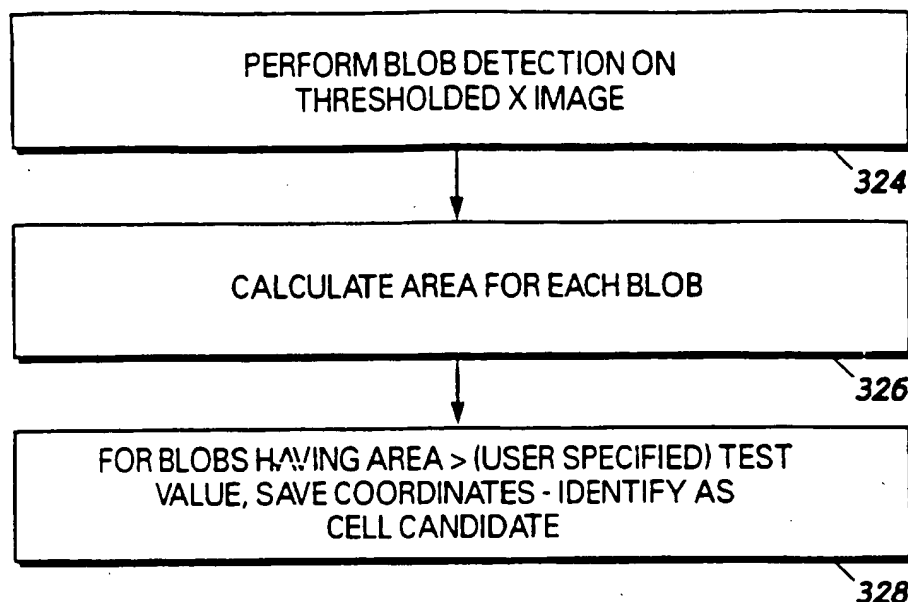 PERFORM BLOB DETECTION ON
THRESHOLDED X IMAGE
324
CALCULATE AREA FOR EACH BLOB
326
FOR BLOBS HAVING AREA > (USER SPECIFIED) TEST
VALUE, SAVE COORDINATES - IDENTIFY AS
CELL CANDIDATE
328